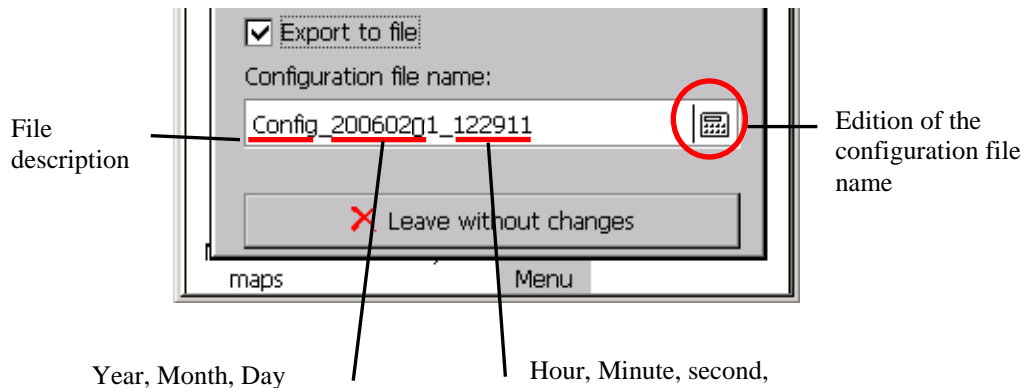 Export to file
Configuration file name:
Config_20060201_122911
File
description
Edition of the
configuration file
name
Leave without changes
maps
Menu
Year, Month, Day
Hour, Minute, second,